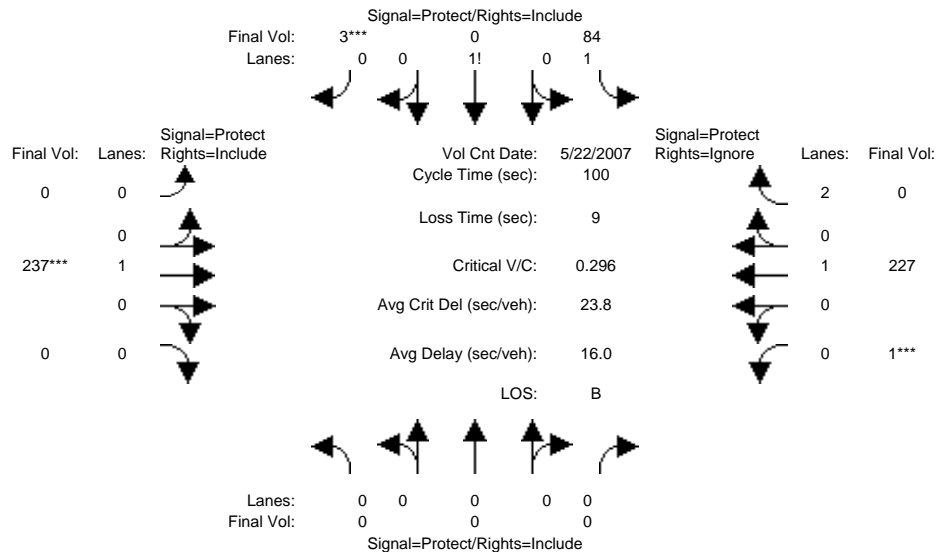 Signal=Protect/Rights=Include
Final Vol: 3*** 0 84
Lanes: 0 0 1! 0 1
Signal=Protect
Final Vol: Lanes: Rights=Include
Vol Cnt Date: 5/22/2007
Signal=Protect
Rights=Ignore Lanes: Final Vol:
Cycle Time (sec): 100
0 0
2 0
Loss Time (sec): 9
0
0
237*** 1
Critical V/C: 0.296
1 227
0
Avg Crit Del (sec/veh): 23.8
0
0 0
Avg Delay (sec/veh): 16.0
0 1***
LOS: B
Lanes: 0 0 0 0 0
Final Vol: 0 0 0
Signal=Protect/Rights=Include